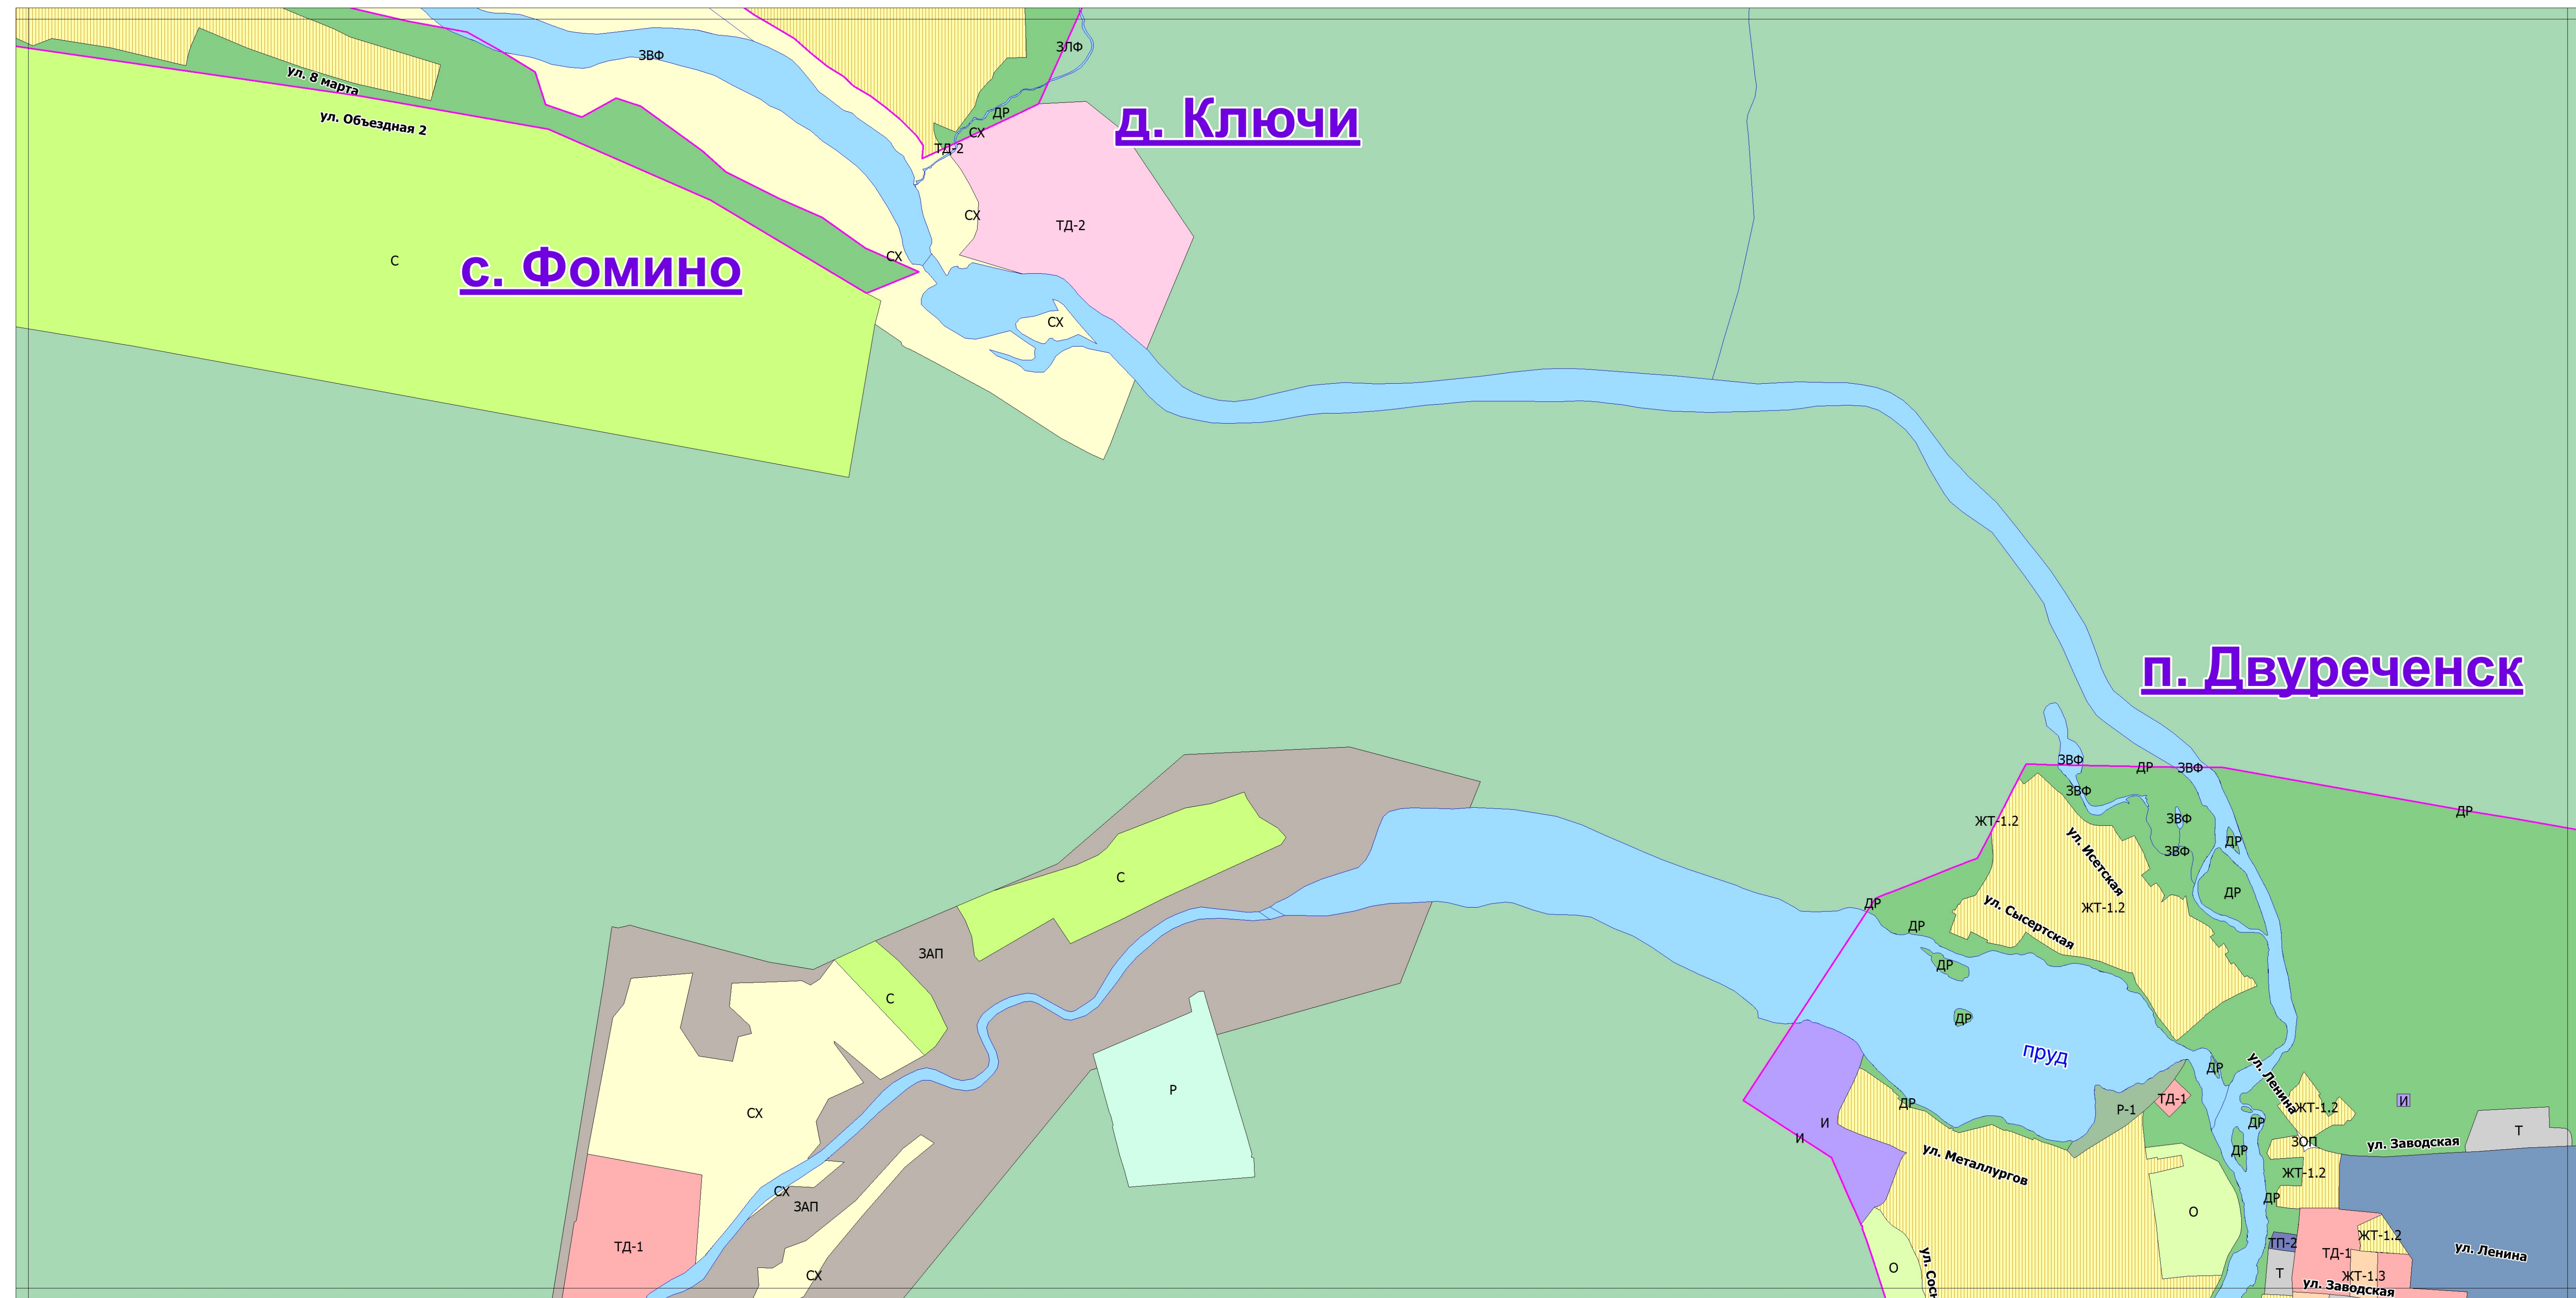 ЗВФ
ЗЛФ
ул. 8 марта
ул. Объездная 2
ДР
СХ
ТД-2
д. Ключи
СХ
ТД-2
СХ
С
с. Фомино
СХ
п. Двуреченск
ЗВФ
ДР
ЗВФ
ЗВФ
ДР
ЖТ-1.2
ЗВФ
ДР
ЗВФ
ул. Исетская
С
ДР
ДР
ЖТ-1.2
ул. Сысертская
ДР
ЗАП
ДР
С
ДР
пруд
ДР
ул. Ленина
Р
ТД-1
И
ДР
Р-1
ЖТ-1.2
СХ
И
ДР
Т
И
ЗОП
ул. Заводская
ДР
ул. Металлургов
ЖТ-1.2
СХ
ДР
ЗАП
О
ЖТ-1.2
ТП-2
ТД-1
ТД-1
ул. Ленина
О
ул. Сосн
СХ
Т
ЖТ-1.3
ул. Заводская